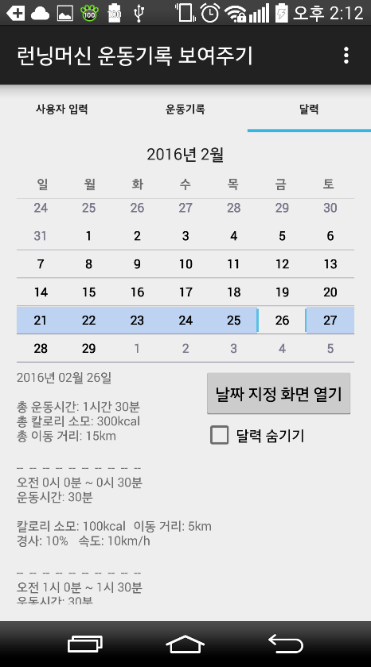 100
오후 2:12
런닝머신 운동기록 보여주기
사용자 입력 운동기록 달력
2016년 2월
일 월 화 수 목 금 토
24 25 26 27 28 29 30
31 1 2 3 4 5 6
7 8 9 10 11 12 13
14 15 16 17 18 19 20
21 22 23 24 25 26 27
28 29 1 2 3 4 5
2016년 02월 26일
날짜 지정 화면 열기
총 운동시간: 1시간 30분
총 칼로리 소모: 300kcal
총 이동 거리: 15km
달력 숨기기
-- -- -- -- -- -- -- -- -- --
오전 0시 0분 ~ 0시 30분
운동시간: 30분
칼로리 소모: 100kcal 이동 거리: 5km
경사: 10% 속도: 10km/h
-- -- -- -- -- -- -- -- -- --
오전 1시 0분 ~ 1시 30분
운동시간: 30분